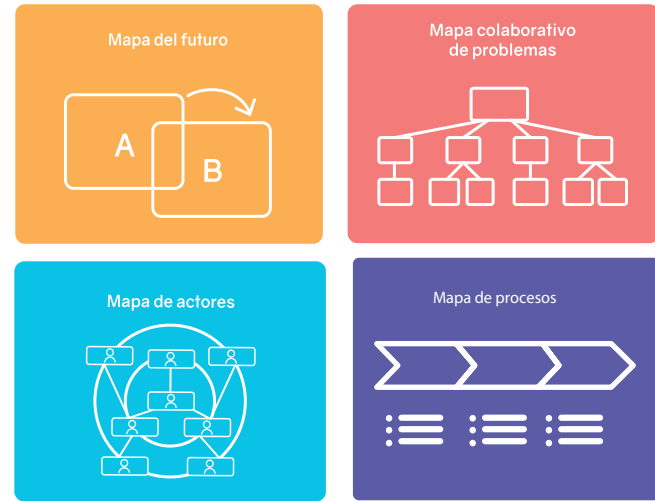 Mapa del futuro
A
B
Mapa colaborativo
de problemas
Mapa de actores
Mapa de procesos